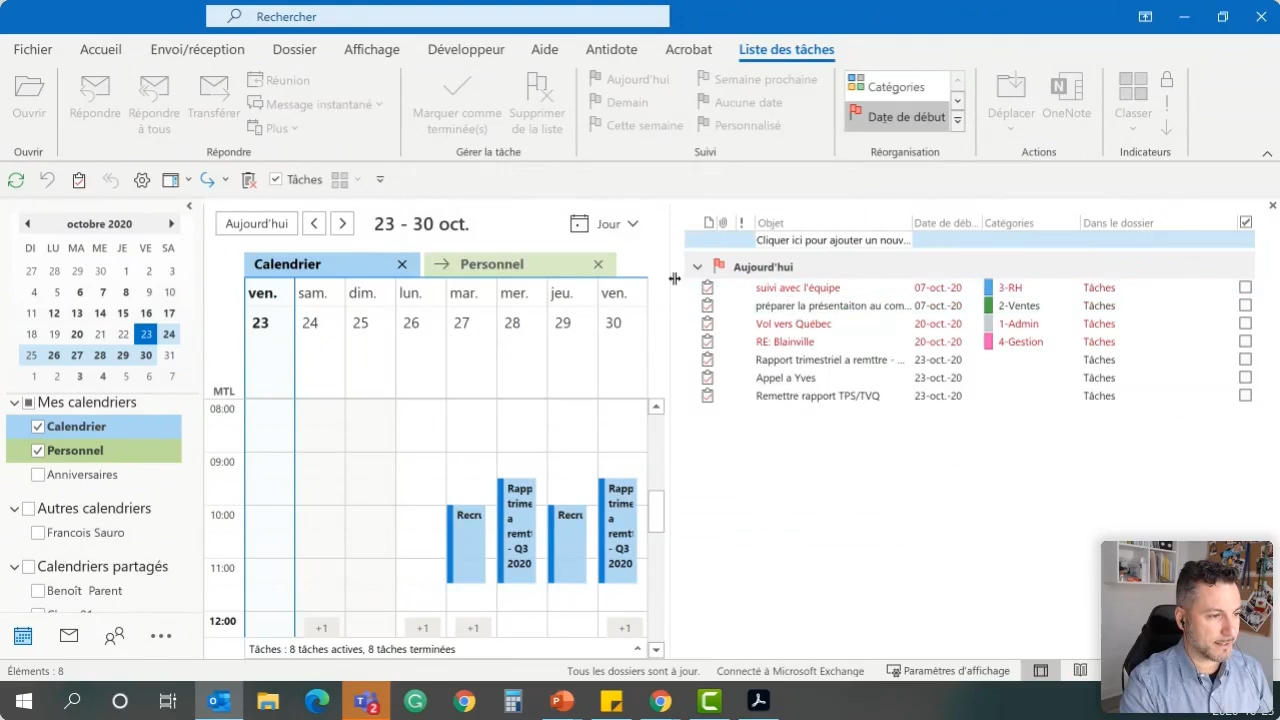 Rechercher
Fichier Accueil Envoi/réception Dossier Affichage Développeur Aide Antidote Acrobat Liste des tâches
Ouvrir
Répondre
Répondre à tous
Transférer
Réunion
Message instantané
Plus
Marquer comme terminée(s)
Supprimer de la liste
Aujourd'hui
Demain
Cette semaine
Semaine prochaine
Aucune date
Personnalisé
Catégories
Date de début
Déplacer
OneNote
Classer
Ouvrir Répondre Gérer la tâche Suivi Réorganisation Actions Indicateurs
Tâches
octobre 2020
DI LU MA ME JE VE SA
27 28 29 30 1 2 3
4 5 6 7 8 9 10
11 12 13 14 15 16 17
18 19 20 21 22 23 24
25 26 27 28 29 30 31
1 2 3 4 5 6 7
Mes calendriers
Calendrier
Personnel
Anniversaires
Autres calendriers
Francois Sauro
Calendriers partagés
Benoît Parent
Aujourd'hui 23 - 30 oct. Jour
Calendrier Personnel
ven. sam. dim. lun. mar. mer. jeu. ven.
23 24 25 26 27 28 29 30
MTL
08:00
09:00
10:00
11:00
12:00
Recru
Rapp
trime
a
remtt
- Q3
2020
Recru
Rapp
trime
a
remtt
- Q3
2020
+1 +1 +1 +1
Tâches : 8 tâches actives, 8 tâches terminées
! Objet Date de déb... Catégories Dans le dossier
Cliquer ici pour ajouter un nouv...
Aujourd'hui
suivi avec l'équipe 07-oct.-20 3-RH Tâches
préparer la présentaiton au com... 07-oct.-20 2-Ventes Tâches
Vol vers Québec 20-oct.-20 1-Admin Tâches
RE: Blainville 20-oct.-20 4-Gestion Tâches
Rapport trimestriel a remttre - ... 23-oct.-20 Tâches
Appel a Yves 23-oct.-20 Tâches
Remettre rapport TPS/TVQ 23-oct.-20 Tâches
Éléments : 8 Tous les dossiers sont à jour. Connecté à Microsoft Exchange Paramètres d'affichage
2